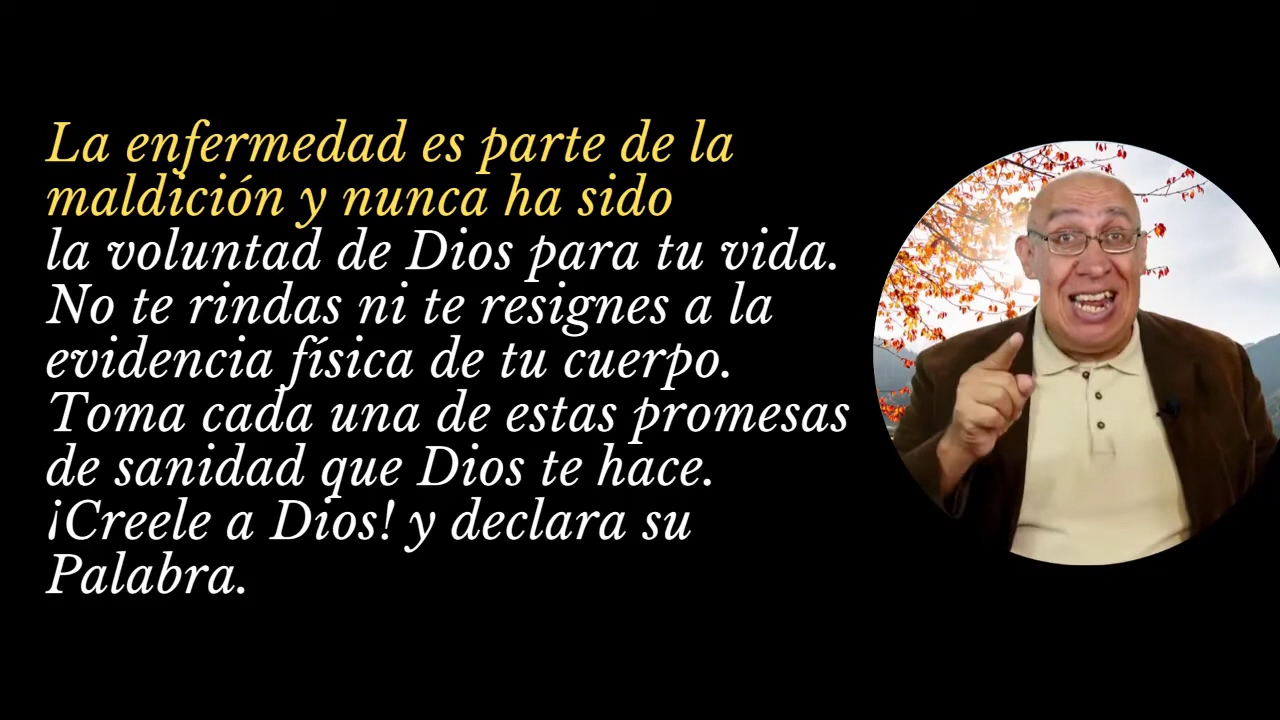 La enfermedad es parte de la
maldición y nunca ha sido
la voluntad de Dios para tu vida.
No te rindas ni te resignes a la
evidencia física de tu cuerpo.
Toma cada una de estas promesas
de sanidad que Dios te hace.
¡Creele a Dios! y declara su
Palabra.